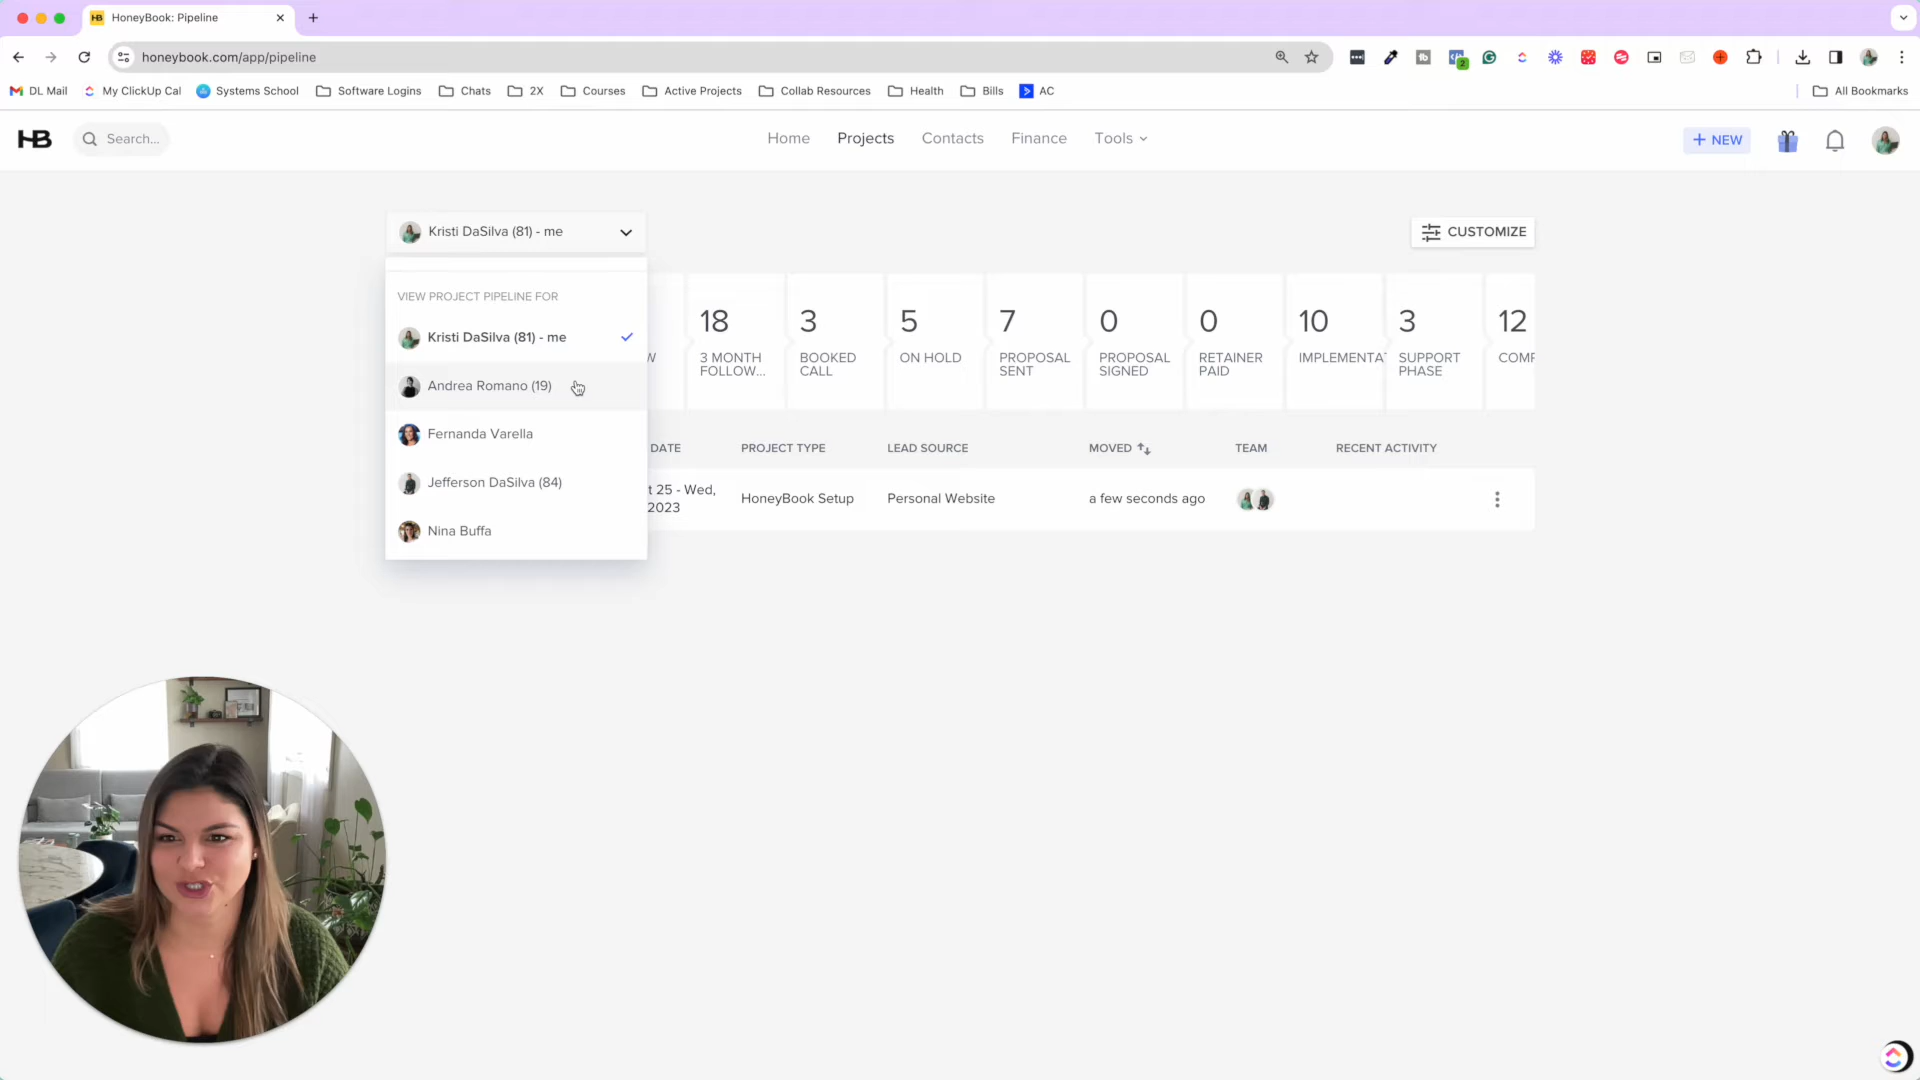 HB HoneyBook: Pipeline
honeybook.com/app/pipeline
2
DL Mail My ClickUp Cal Systems School Software Logins Chats 2X Courses Active Projects Collab Resources Health Bills AC All Bookmarks
HB Search... Home Projects Contacts Finance Tools + NEW
Kristi DaSilva (81) - me
CUSTOMIZE
VIEW PROJECT PIPELINE FOR
Kristi DaSilva (81) - me
Andrea Romano (19)
Fernanda Varella
Jefferson DaSilva (84)
Nina Buffa
W
18
3 MONTH
FOLLOW...
3
BOOKED
CALL
5
ON HOLD
7
PROPOSAL
SENT
0
PROPOSAL
SIGNED
0
RETAINER
PAID
10
IMPLEMENTA
3
SUPPORT
PHASE
12
COMP
DATE PROJECT TYPE LEAD SOURCE MOVED TEAM RECENT ACTIVITY
t 25 - Wed,
2023
HoneyBook Setup Personal Website a few seconds ago